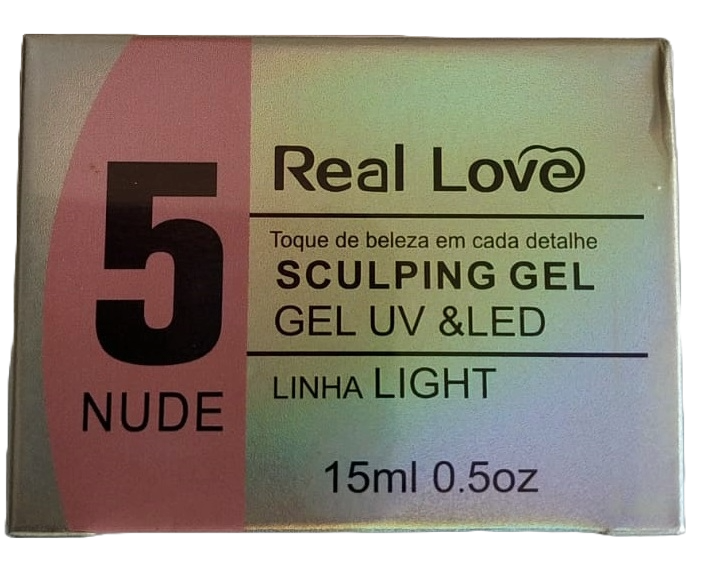 5
NUDE
Real Love
Toque de beleza em cada detalhe
SCULPING GEL
GEL UV &LED
LINHA LIGHT
15ml 0.5oz